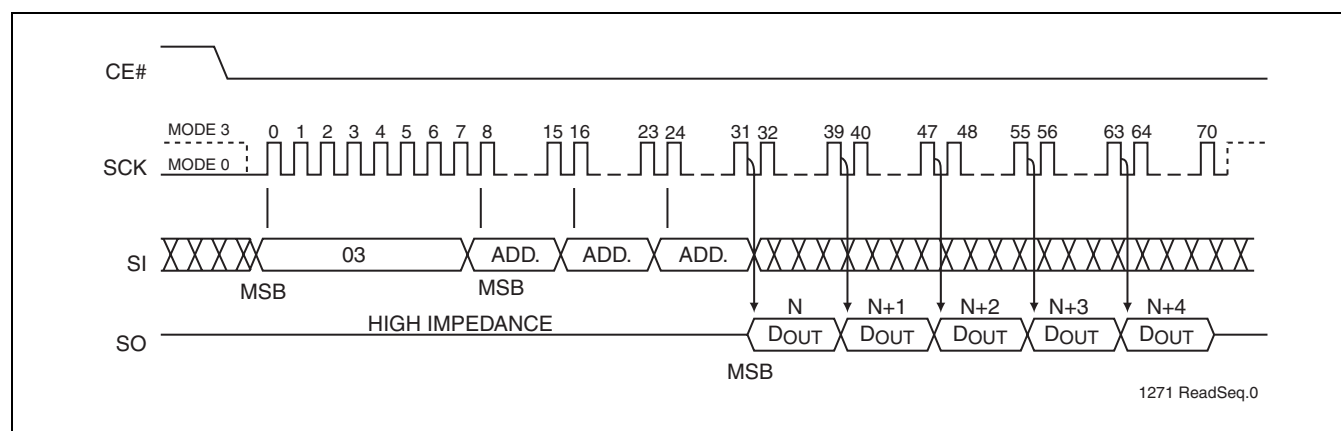 CE#
MODE 3 0 1 2 3 4 5 6 7 8 15 16 23 24 31 32 39 40 47 48 55 56 63 64 70
SCK MODE 0
SI 03 ADD. ADD. ADD.
MSB MSB
HIGH IMPEDANCE N N+1 N+2 N+3 N+4
SO DOUT DOUT DOUT DOUT DOUT
MSB
1271 ReadSeq.0